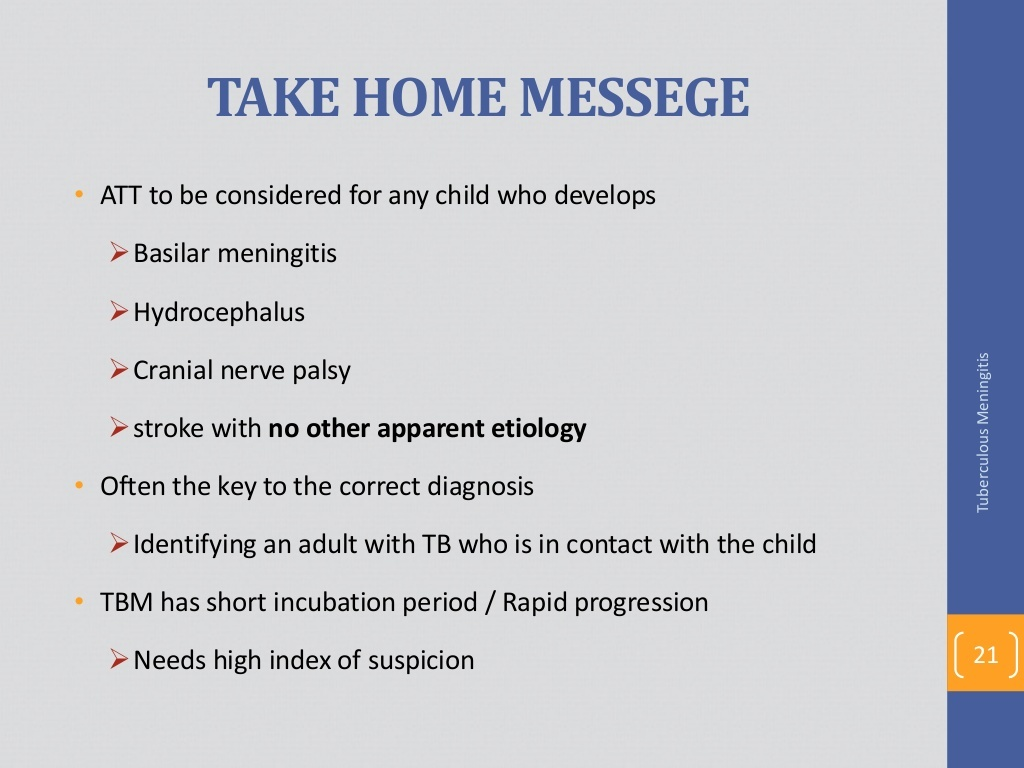 TAKE HOME MESSEGE
• ATT to be considered for any child who develops
➢Basilar meningitis
➢Hydrocephalus
➢Cranial nerve palsy
➢stroke with no other apparent etiology
• Often the key to the correct diagnosis
➢Identifying an adult with TB who is in contact with the child
• TBM has short incubation period / Rapid progression
➢Needs high index of suspicion
Tuberculous Meningitis
21